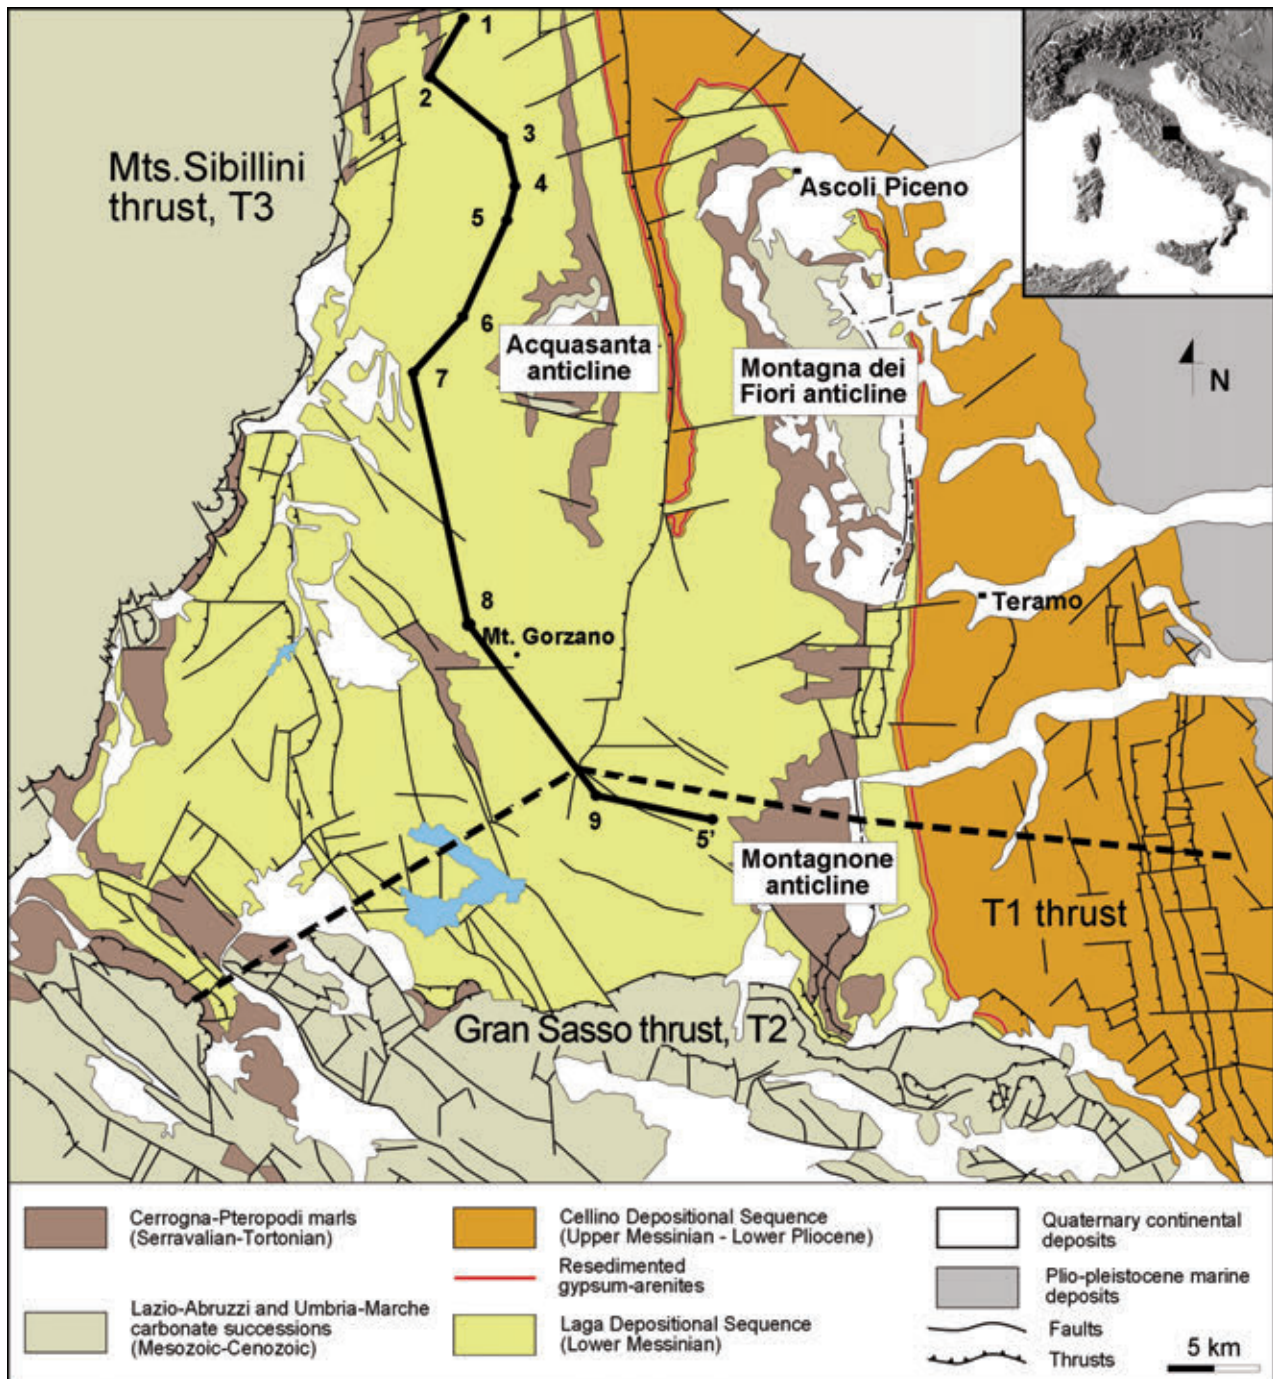 1
2
3
Mts.Sibillini
thrust, T3
4
Ascoli Piceno
5
6
Acquasanta
anticline
Montagna dei
Fiori anticline
N
7
8
Teramo
Mt. Gorzano
9
5'
Montagnone
anticline
T1 thrust
Gran Sasso thrust, T2
Cerrogna-Pteropodi marls
(Serravalian-Tortonian)
Lazio-Abruzzi and Umbria-Marche
carbonate successions
(Mesozoic-Cenozoic)
Cellino Depositional Sequence
(Upper Messinian - Lower Pliocene)
Resedimented
gypsum-arenites
Laga Depositional Sequence
(Lower Messinian)
Quaternary continental
deposits
Plio-pleistocene marine
deposits
Faults
Thrusts
5 km